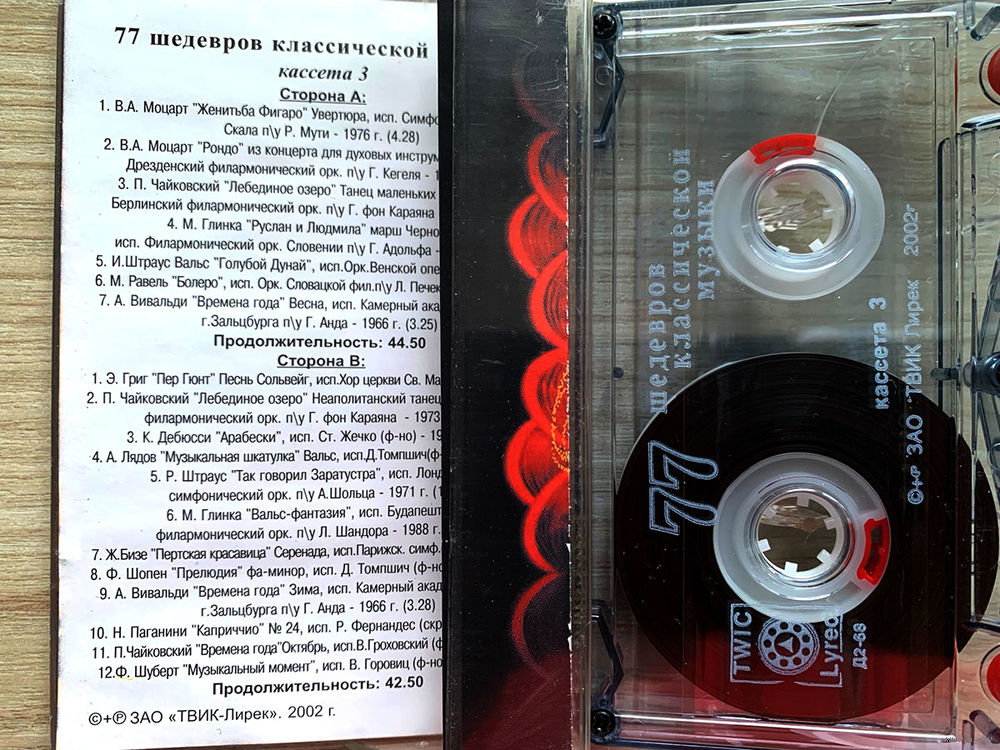 77 шедевров классической
кассета 3
Сторона А:
1. В.А. Моцарт "Женитьба Фигаро" Увертюра, исп.
Скала п\у Р. Мути - 1976 г. (4.28)
2. В.А. Моцарт "Рондо" из концерта для духовых
Дрезденский филармонический орк. п\у Г. Кегеля -
3. П. Чайковский "Лебединое озеро" Танец маленьких
Берлинский филармонический орк. п\у Г. фон Караяна
4. М. Глинка "Руслан и Людмила" марш
исп. Филармонический орк. Словении п\у Г. Адольфа -
5. И.Штраус Вальс "Голубой Дунай", исп.Орк.Венской
6. М. Равель "Болеро", исп. Орк. Словацкой фил.п\у Л.
7. А. Вивальди "Времена года" Весна, исп. Камерный
г.Зальцбурга п\у Г. Анда - 1966 г. (3.25)
Продолжительность: 44.50
Сторона В:
1. Э. Григ "Пер Гюнт" Песнь Сольвейг, исп.Хор церкви Св.
2. П. Чайковский "Лебединое озеро" Неаполитанский танец
филармонический орк. п\у Г. фон Караяна - 1973
3. К. Дебюсси "Арабески", исп. Ст. Жечко (ф-но) -
4. А. Лядов "Музыкальная шкатулка" Вальс, исп.Д.Томпшич
5. Р. Штраус "Так говорил Заратустра", исп.
симфонический орк. п\у А.Шольца - 1971 г.
6. М. Глинка "Вальс-фантазия", исп.
филармонический орк. п\у Л. Шандора - 1988 г.
7. Ж.Бизе "Пертская красавица" Серенада, исп.Парижск. симф.
8. Ф. Шопен "Прелюдия" фа-минор, исп. Д. Томпшич
9. А. Вивальди "Времена года" Зима, исп. Камерный
г.Зальцбурга п\у Г. Анда - 1966 г. (3.28)
10. Н. Паганини "Каприччио" № 24, исп. Р. Фернандес
11. П.Чайковский "Времена года"Октябрь, исп.В.Гроховский
12.Ф. Шуберт "Музыкальный момент", исп. В. Горовиц
Продолжительность: 42.50
©+℗ ЗАО «ТВИК-Лирек». 2002 г.
77 шедевров
классической
музыки
кассета 3
©+℗ ЗАО "ТВИК Лирек 2002г
TWIC
Lyrec
Д2-68